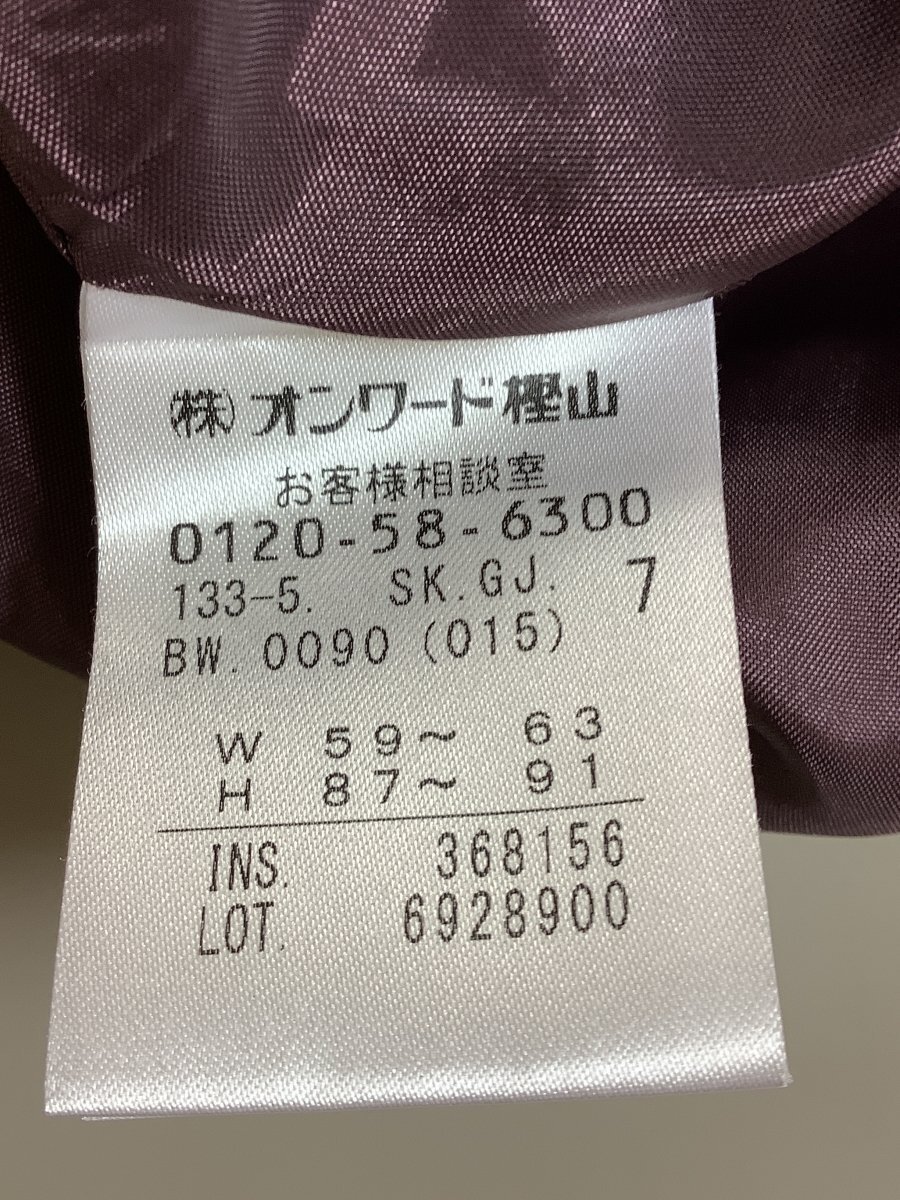 ㈱オンワード樫山
お客様相談室
0120-58-6300
133-5. SK.GJ. 7
BW.0090 (015)
W 59～ 63
H 87～ 91
INS. 368156
LOT. 6928900